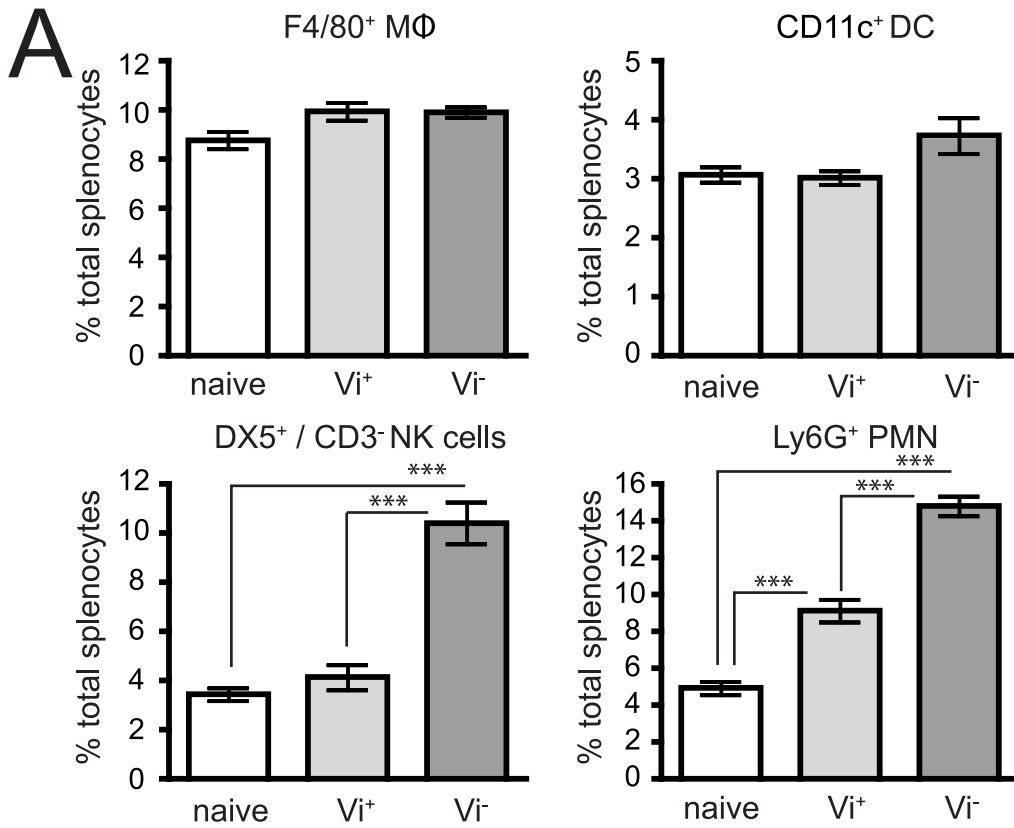 A
F4/80⁺ MΦ
% total splenocytes
12
10
8
6
4
2
0
naive Vi⁺ Vi⁻
CD11c⁺ DC
% total splenocytes
5
4
3
2
1
0
naive Vi⁺ Vi⁻
DX5⁺ / CD3⁻ NK cells
% total splenocytes
12
10
8
6
4
2
0
***
***
naive Vi⁺ Vi⁻
Ly6G⁺ PMN
% total splenocytes
16
14
12
10
8
6
4
2
0
***
***
***
naive Vi⁺ Vi⁻